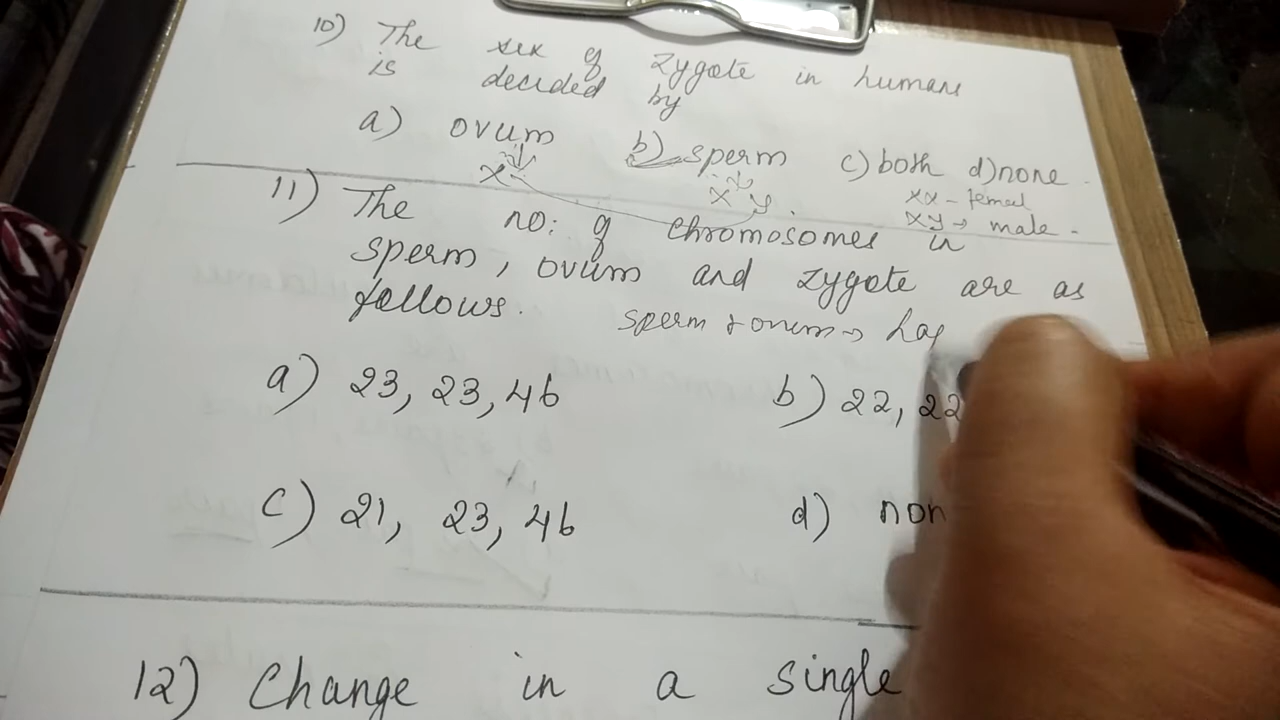 10) The sex of zygote in humans
is decided by
a) ovum b) sperm c) both d) none.
x x y. xx - femal
xy → male.
11) The no: of chromosomes in
sperm, ovum and zygote are as
follows. sperm + ovum →
a) 23, 23, 46 b) 22, 22
c) 21, 23, 46 d) non
12) Change in a single